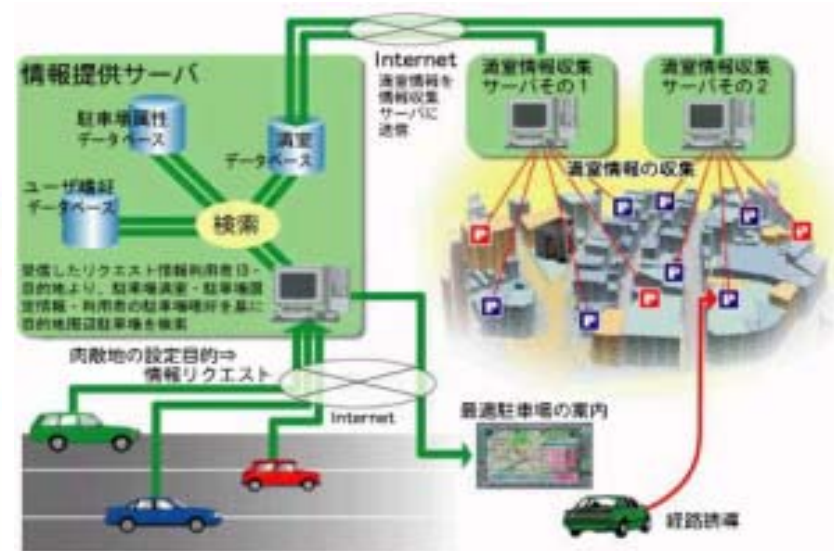 情報提供サーバ
駐車場属性
データベース
満室
データベース
ユーザ嗜好
データベース
検索
受信したリクエスト情報利用者ID・
目的地より、駐車場満室・駐車場限
定情報・利用者の駐車場嗜好を基に
目的地周辺駐車場を検索
Internet
満室情報を
情報収集
サーバに
送信
満室情報収集
サーバその1
満室情報収集
サーバその2
満室情報の収集
P
P
P
P
P
P
P
P
P
P
の設定目的⇒
情報リクエスト
Internet
最適駐車場の案内
経路誘導